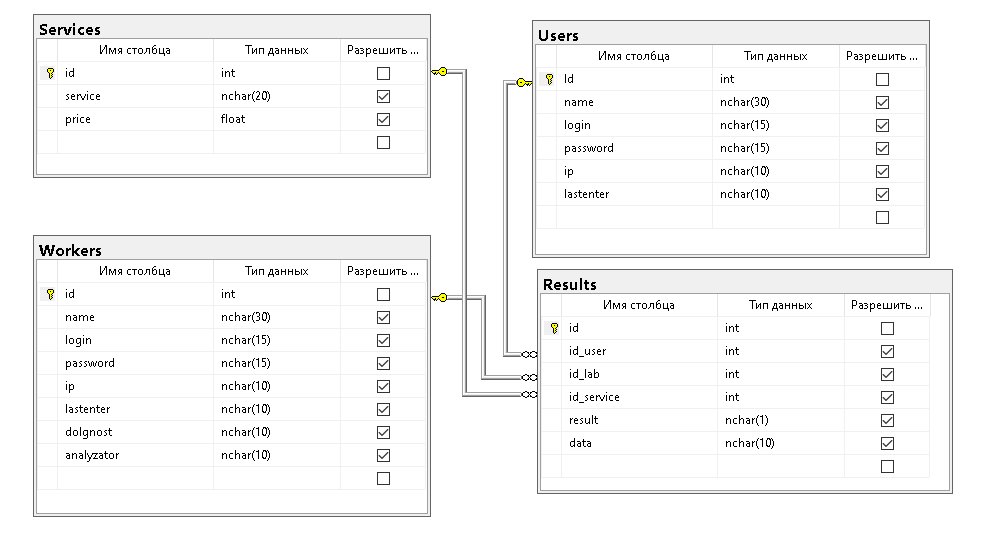 Services
Имя столбца Тип данных Разрешить ...
id int
service nchar(20)
price float
Users
Имя столбца Тип данных Разрешить ...
Id int
name nchar(30)
login nchar(15)
password nchar(15)
ip nchar(10)
lastenter nchar(10)
Workers
Имя столбца Тип данных Разрешить ...
id int
name nchar(30)
login nchar(15)
password nchar(15)
ip nchar(10)
lastenter nchar(10)
dolgnost nchar(10)
analyzator nchar(10)
Results
Имя столбца Тип данных Разрешить ...
id int
id_user int
id_lab int
id_service int
result nchar(1)
data nchar(10)